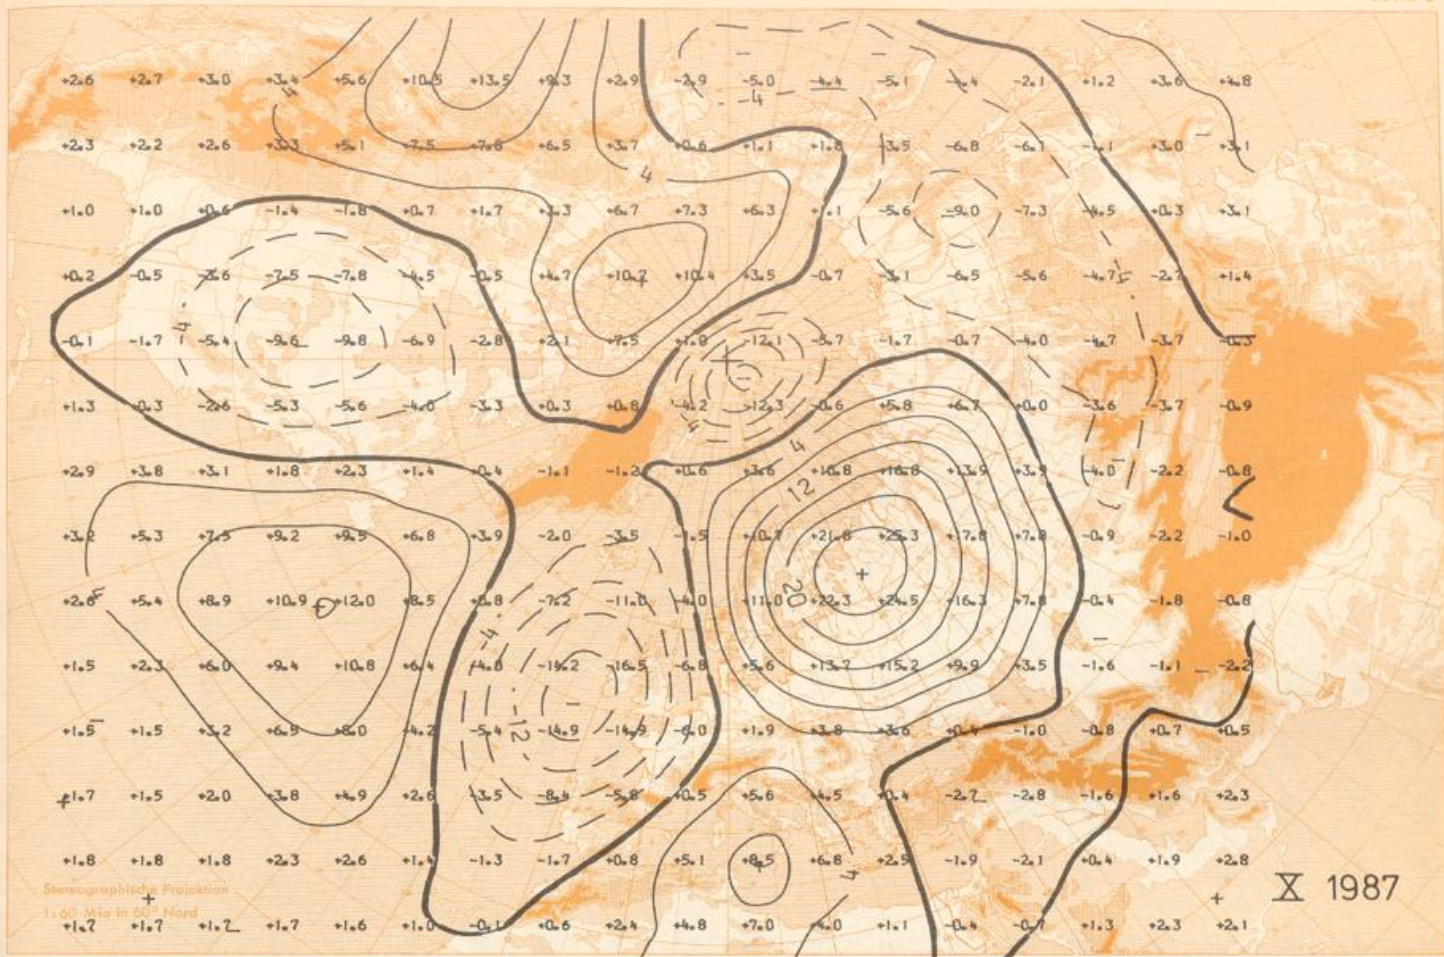 +2.6 +2.7 +3.0 +3.4 +5.6 +10.5 +13.5 +9.3 +2.9 -2.9 -5.0 -4.4 -5.1 -4.4 -2.1 +1.2 +3.6 +4.8
4
-4
+2.3 +2.2 +2.6 +3.3 +5.1 +7.5 +7.8 +6.5 +3.7 +0.6 +1.1 +1.8 -3.5 -6.8 -6.1 -1.1 +3.0 +3.1
4
+1.0 +1.0 +0.6 -1.4 -1.8 +0.7 +1.7 +3.3 +6.7 +7.3 +6.3 -5.6 -9.0 -7.3 -4.5 +0.3 +3.1
+0.2 -0.5 -3.6 -7.5 -7.8 -4.5 -0.5 +4.7 +10.7 +10.4 +3.5 -0.7 -3.1 -6.5 -5.6 -4.7 -2.7 +1.4
-4
-4
-0.1 -1.7 -5.4 -9.6 -9.8 -6.9 -2.8 +2.1 +7.5 +1.0 -12.1 -5.7 -1.7 -0.7 -4.0 -4.7 -3.7 -0.3
+1.3 -0.3 -2.6 -5.3 -5.6 -4.0 -3.3 +0.3 +0.8 -4.2 -12.3 -0.6 +5.8 +6.7 +0.0 -3.6 -3.7 -0.9
-4
4
+2.9 +3.8 +3.1 +1.8 +2.3 +1.4 +0.4 -1.1 -1.2 +0.6 +3.6 +10.8 +16.8 +13.9 +3.9 -4.0 -2.2 -0.8
12
+3.2 +5.3 +7.5 +9.2 +9.5 +6.8 +3.9 -2.0 -3.5 -1.5 +10.7 +21.8 +25.3 +17.8 +7.8 -0.9 -2.2 -1.0
4
20
+2.8 +5.4 +8.9 +10.9 +12.0 +8.5 +0.8 -7.2 -11.0 -4.0 +11.0 +22.3 +24.5 +16.3 +7.8 -0.4 -1.8 -0.8
-4
+1.5 +2.3 +6.0 +9.4 +10.8 +6.4 -4.0 -14.2 -16.5 -6.8 +5.6 +13.7 +15.2 +9.9 +3.5 -1.6 -1.1 -2.2
-12
+1.5 +1.5 +3.2 +6.5 +8.0 +4.2 -5.4 -14.9 -14.9 -6.0 +1.9 +3.8 +3.6 +0.4 -1.0 -0.8 +0.7 +0.5
+1.7 +1.5 +2.0 +3.8 +4.9 +2.6 -3.5 -8.4 -5.8 +0.5 +5.6 +4.5 +0.4 -2.7 -2.8 -1.6 +1.6 +2.3
+1.8 +1.8 +1.8 +2.3 +2.6 +1.4 -1.3 -1.7 +0.8 +5.1 +8.5 +6.8 +2.5 -1.9 -2.1 +0.4 +1.9 +2.8
4
Stereographische Projektion
1:60 Mio in 60° Nord
X 1987
+1.7 +1.7 +1.7 +1.7 +1.6 +1.0 -0.1 +0.6 +2.4 +4.8 +7.0 +4.0 +1.1 -0.4 -0.7 +1.3 +2.3 +2.1